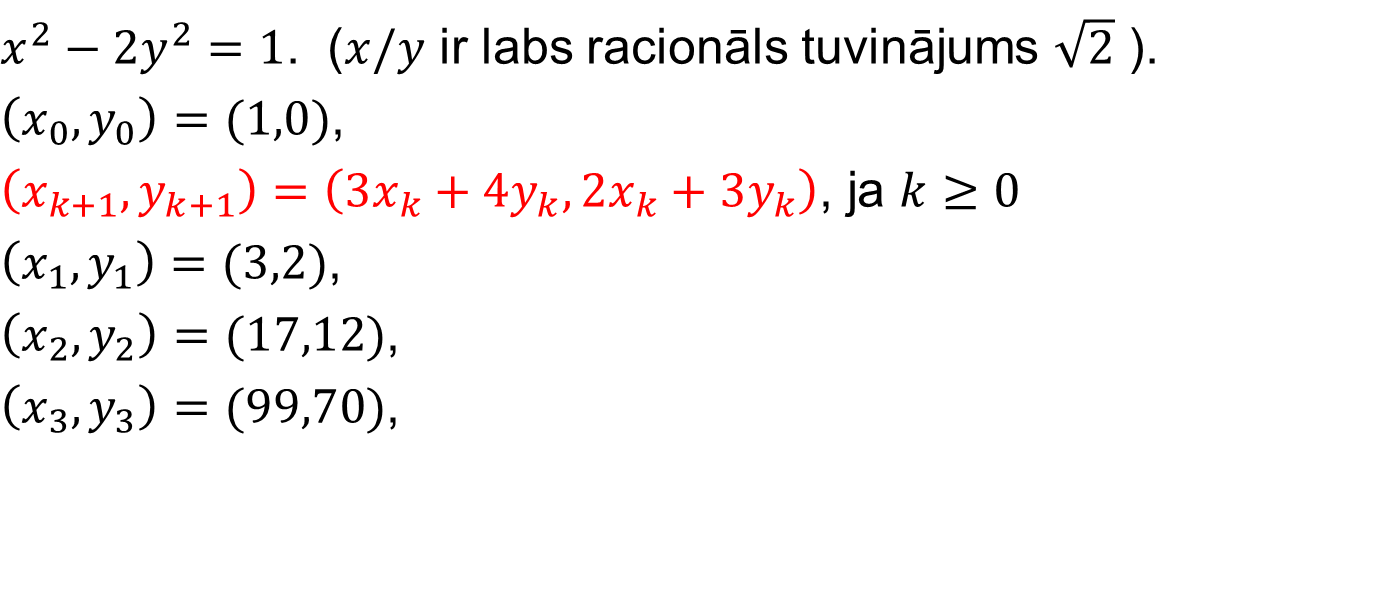 𝑥² − 2𝑦² = 1. (𝑥/𝑦 ir labs racionāls tuvinājums √2 ).
(𝑥₀, 𝑦₀) = (1,0),
(𝑥ₖ₊₁, 𝑦ₖ₊₁) = (3𝑥ₖ + 4𝑦ₖ, 2𝑥ₖ + 3𝑦ₖ), ja 𝑘 ≥ 0
(𝑥₁, 𝑦₁) = (3,2),
(𝑥₂, 𝑦₂) = (17,12),
(𝑥₃, 𝑦₃) = (99,70),